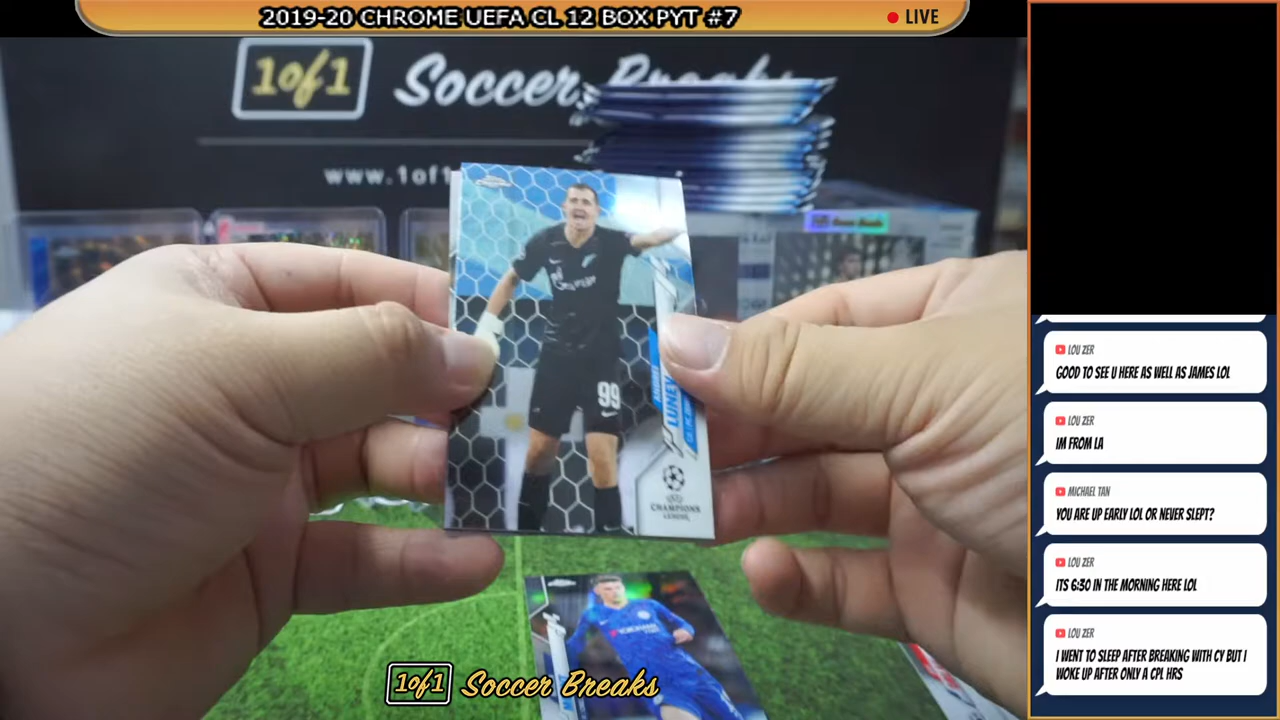 2019-20 CHROME UEFA CL 12 BOX PYT #7
LIVE
1of1 Soccer Breaks
www.1of1
99
LUNEV
CHAMPIONS
LEAGUE
1of1 Soccer Breaks
LOU ZER
GOOD TO SEE U HERE AS WELL AS JAMES LOL
LOU ZER
IM FROM LA
MICHAEL TAN
YOU ARE UP EARLY LOL OR NEVER SLEPT?
LOU ZER
ITS 6:30 IN THE MORNING HERE LOL
LOU ZER
I WENT TO SLEEP AFTER BREAKING WITH CY BUT I
WOKE UP AFTER ONLY A CPL HRS